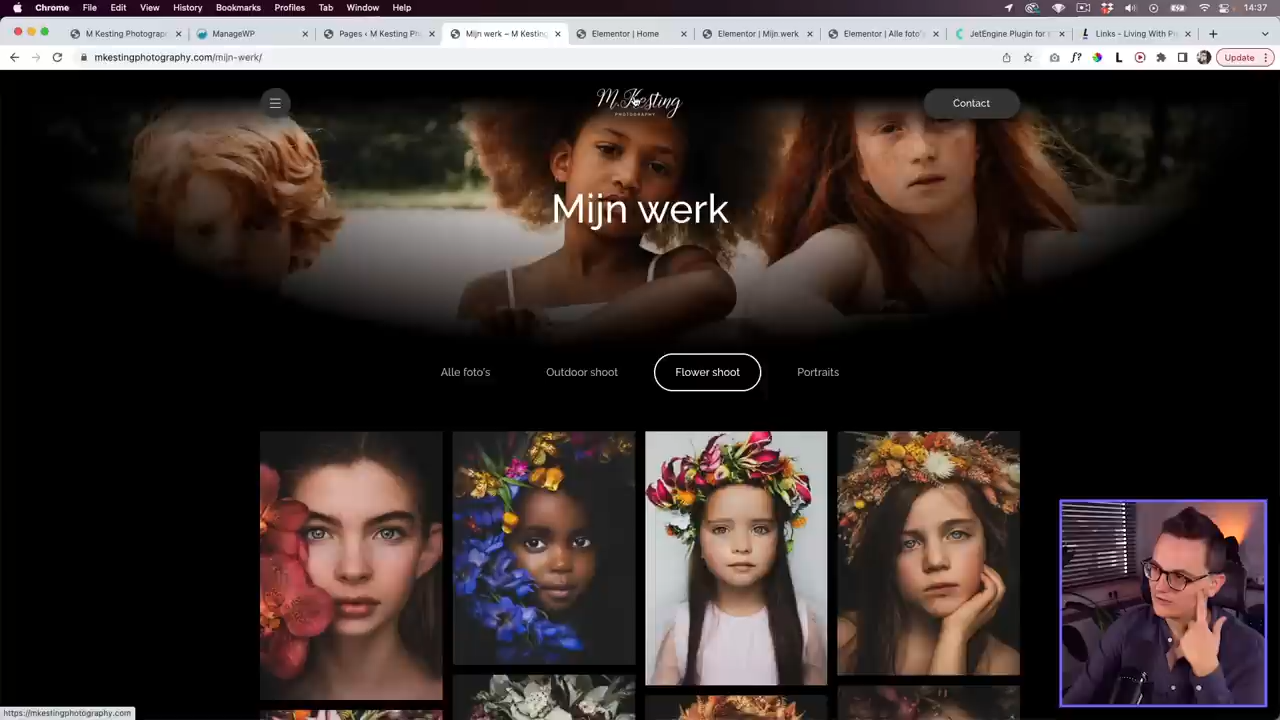 Chrome File Edit View History Bookmarks Profiles Tab Window Help 14:37
M Kesting Photograp
ManageWP
Pages ‹ M Kesting Ph
Mijn werk – M Kesting
Elementor | Home
Elementor | Mijn werk
Elementor | Alle foto's
JetEngine Plugin for
Links - Living With Pi
mkestingphotography.com/mijn-werk/
f?
L
Update
M.Kesting
PHOTOGRAPHY
Contact
Mijn werk
Alle foto's
Outdoor shoot
Flower shoot
Portraits
https://mkestingphotography.com